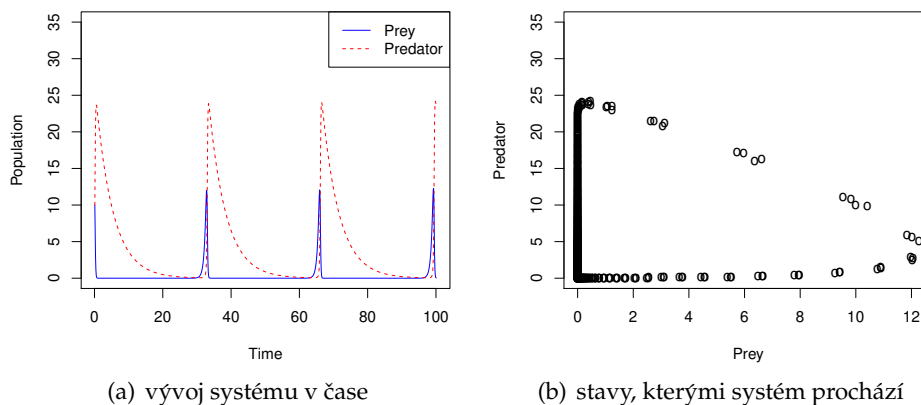 Population
35
30
25
20
15
10
5
0
Prey
Predator
0 20 40 60 80 100
Time
(a) vývoj systému v čase
Predator
35
30
25
20
15
10
5
0
0 2 4 6 8 10 12
Prey
(b) stavy, kterými systém prochází